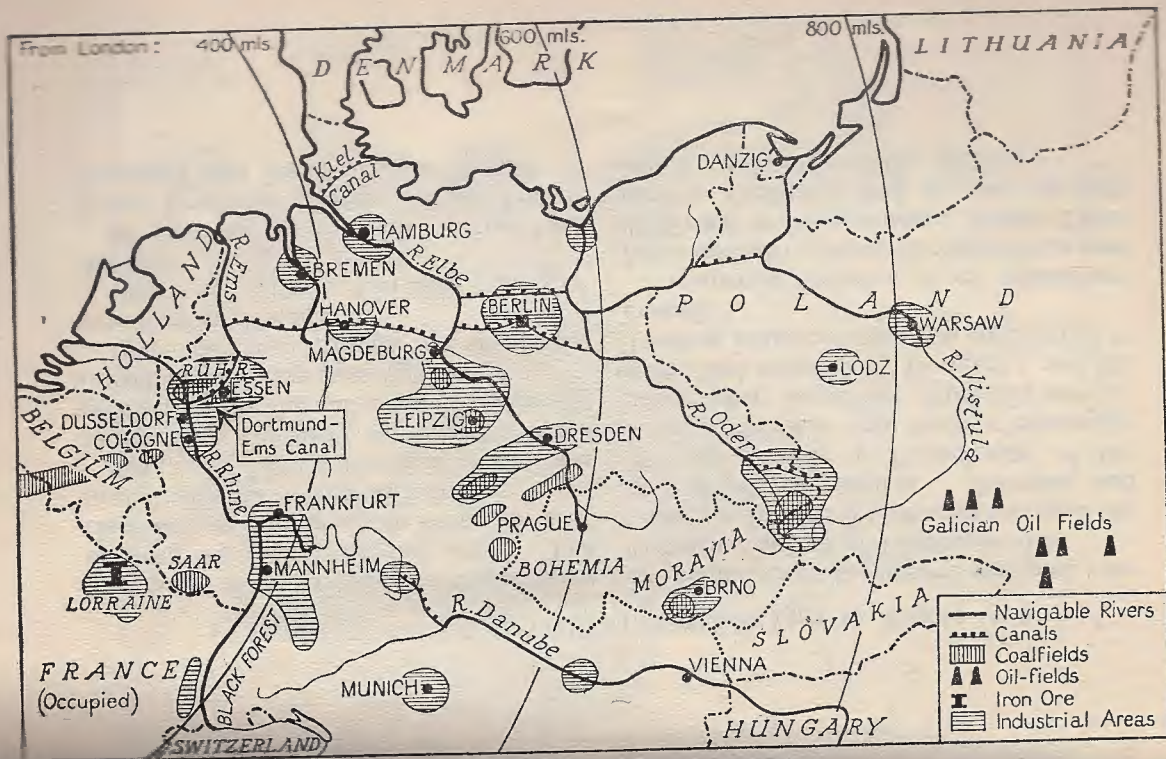 From London:
400 mls.
600 mls.
800 mls.
DENMARK
LITHUANIA
Kiel
Canal
DANZIG
HAMBURG
BREMEN
R. Elbe
R. Ems
HOLLAND
HANOVER
BERLIN
POLAND
WARSAW
MAGDEBURG
LODZ
R. Vistula
RUHR
ESSEN
DUSSELDORF
COLOGNE
Dortmund-
Ems Canal
LEIPZIG
DRESDEN
R. Oder
BELGIUM
R. Rhine
FRANKFURT
PRAGUE
Galician Oil Fields
SAAR
MANNHEIM
BOHEMIA
MORAVIA
BRNO
LORRAINE
SLOVAKIA
R. Danube
BLACK FOREST
FRANCE
(Occupied)
MUNICH
VIENNA
SWITZERLAND
HUNGARY
Navigable Rivers
Canals
Coalfields
Oil-fields
Iron Ore
Industrial Areas